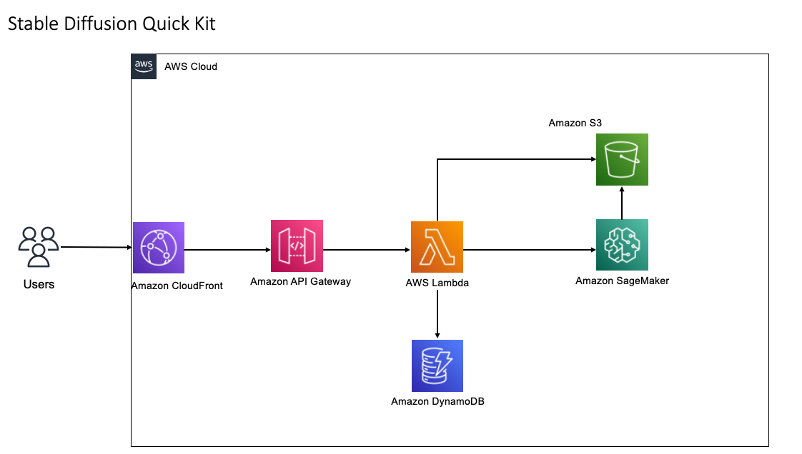 Stable Diffusion Quick Kit
aws
AWS Cloud
Amazon S3
Users
Amazon CloudFront
Amazon API Gateway
</>
AWS Lambda
Amazon SageMaker
Amazon DynamoDB